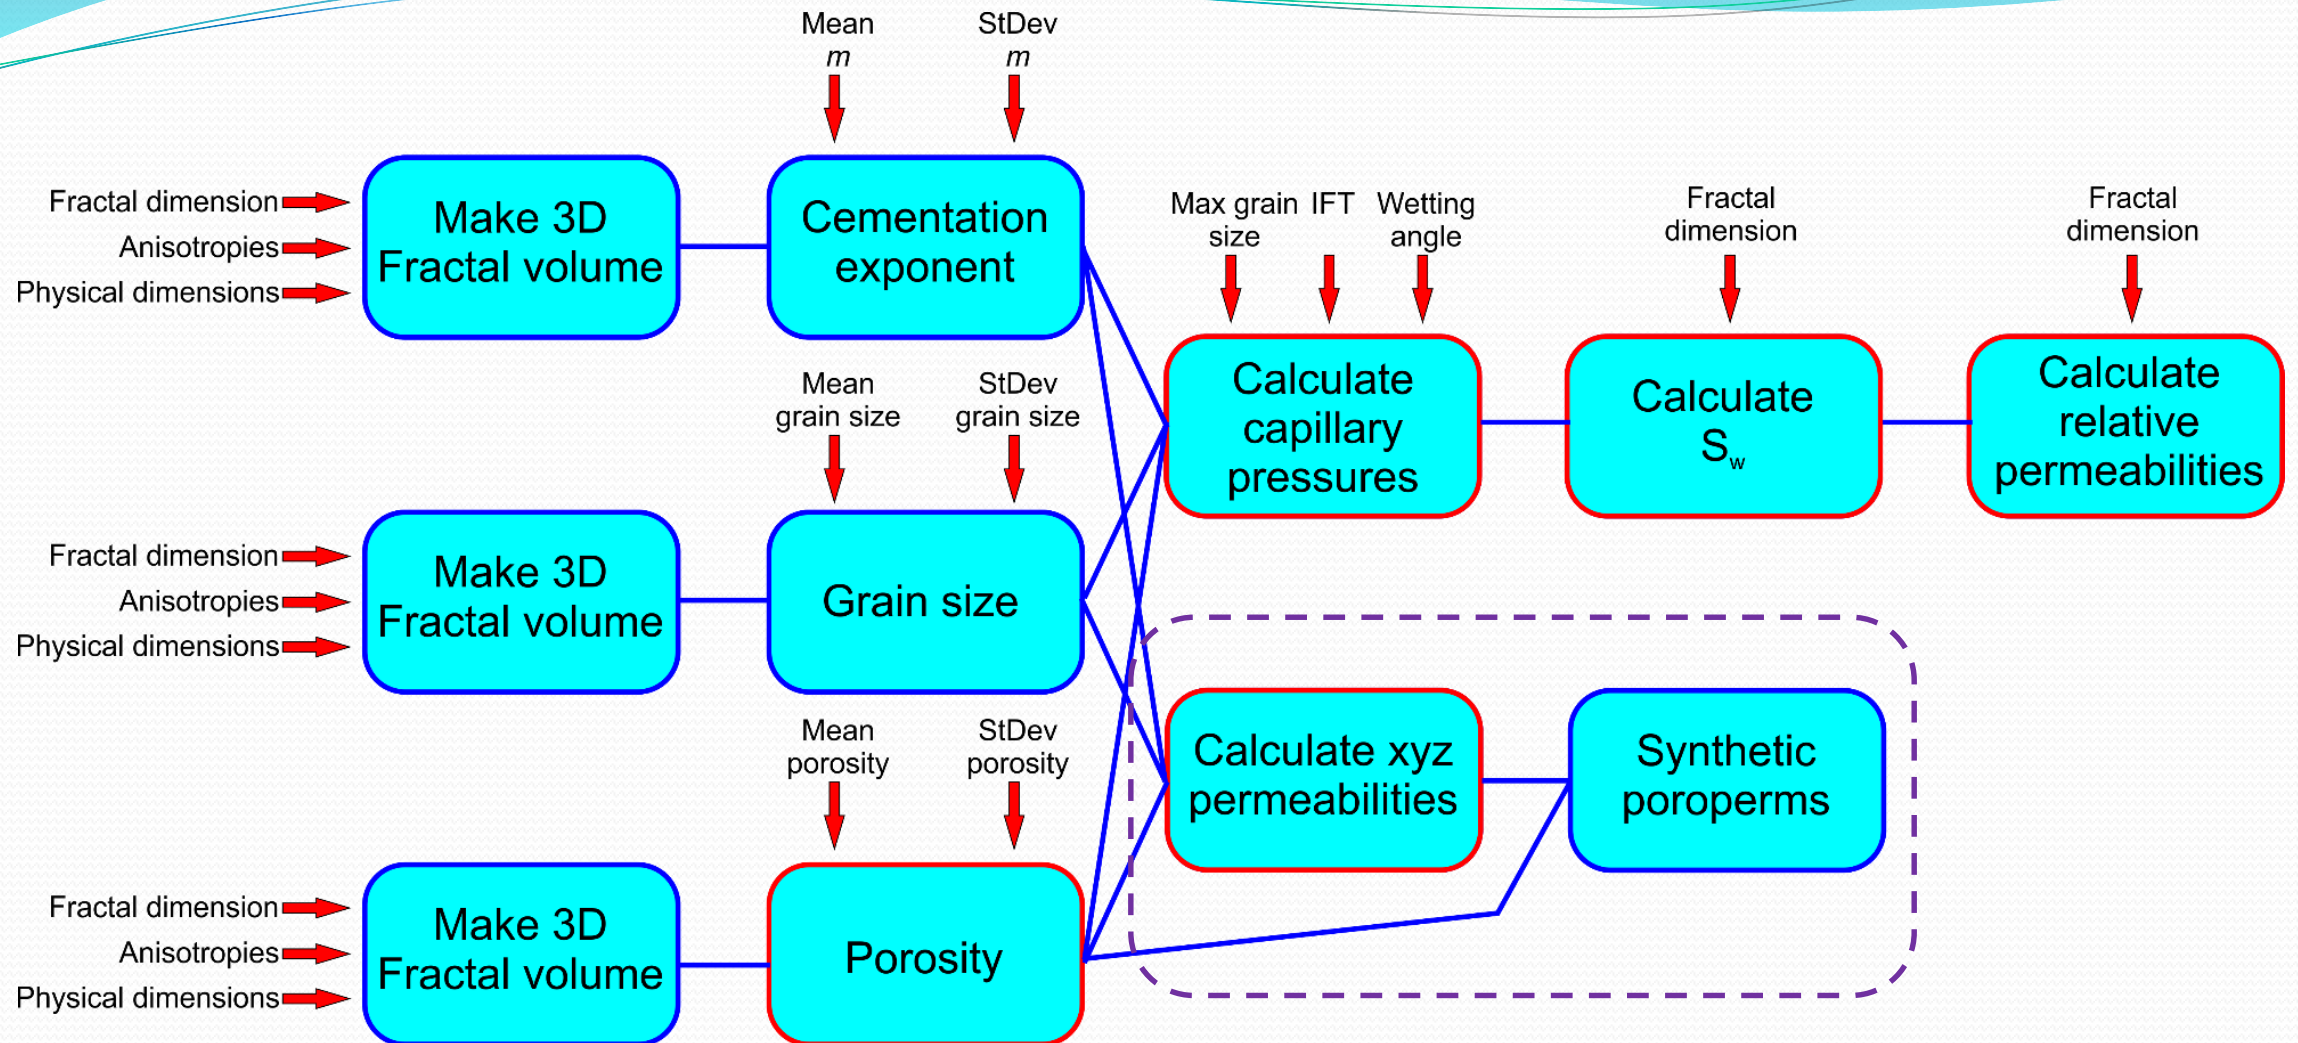 Mean
m
StDev
m
Fractal dimension
Anisotropies
Physical dimensions
Make 3D
Fractal volume
Cementation
exponent
Max grain
size
IFT
Wetting
angle
Fractal
dimension
Fractal
dimension
Calculate
capillary
pressures
Calculate
Sw
Calculate
relative
permeabilities
Mean
grain size
StDev
grain size
Fractal dimension
Anisotropies
Physical dimensions
Make 3D
Fractal volume
Grain size
Mean
porosity
StDev
porosity
Calculate xyz
permeabilities
Synthetic
poroperms
Fractal dimension
Anisotropies
Physical dimensions
Make 3D
Fractal volume
Porosity